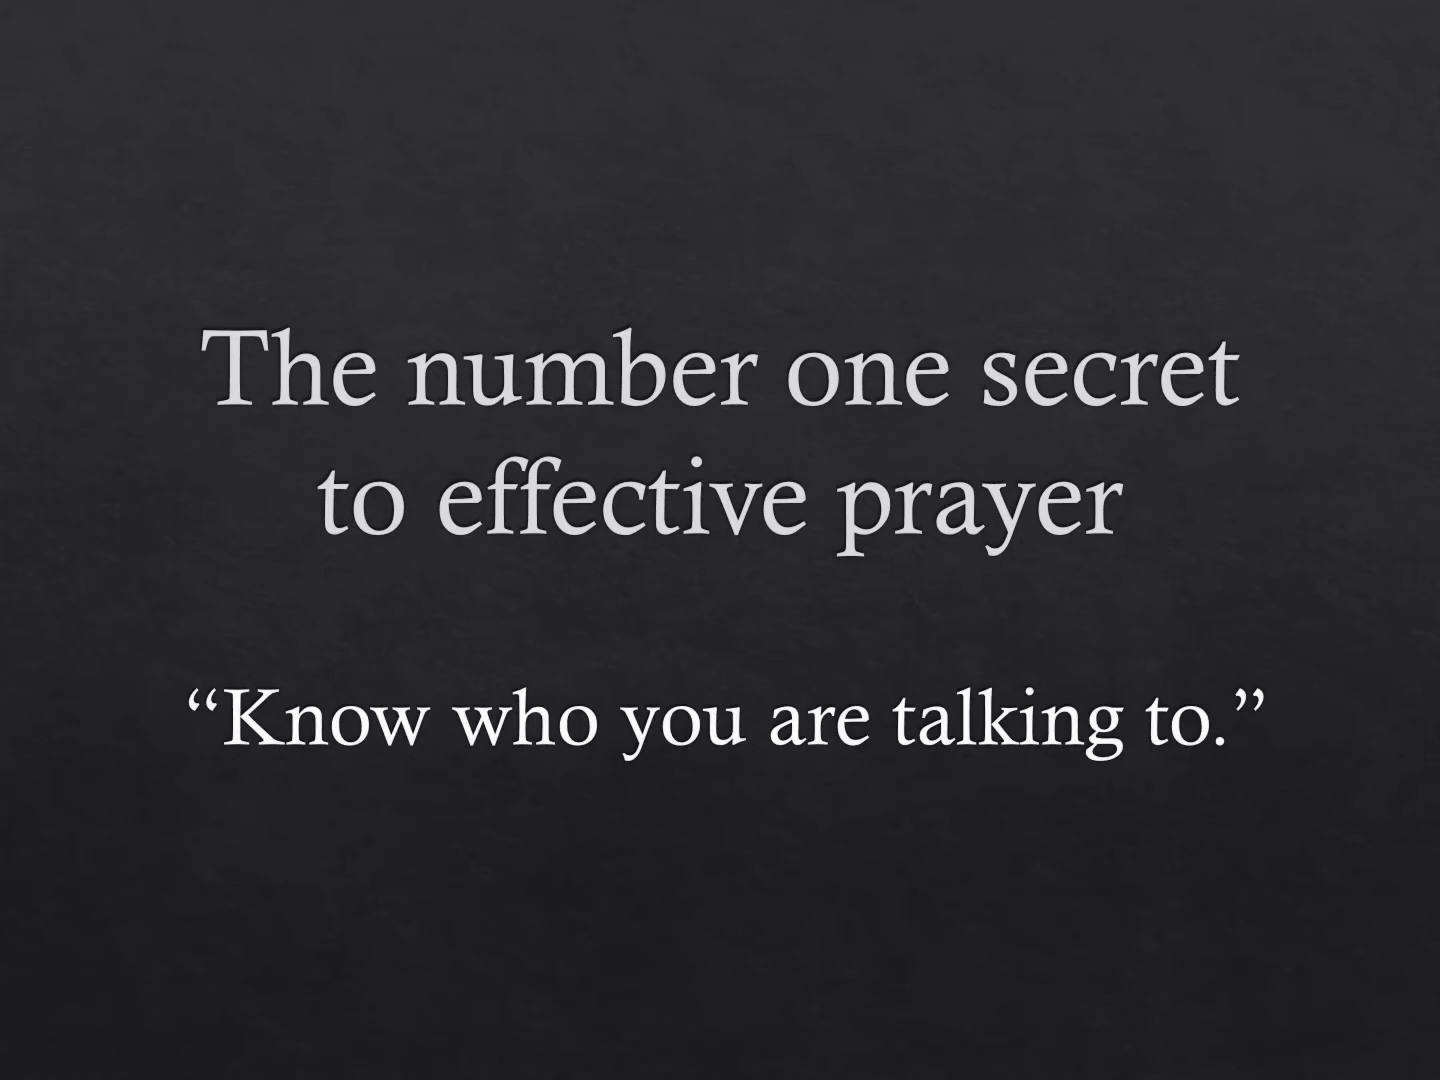 The number one secret
to effective prayer
“Know who you are talking to.”